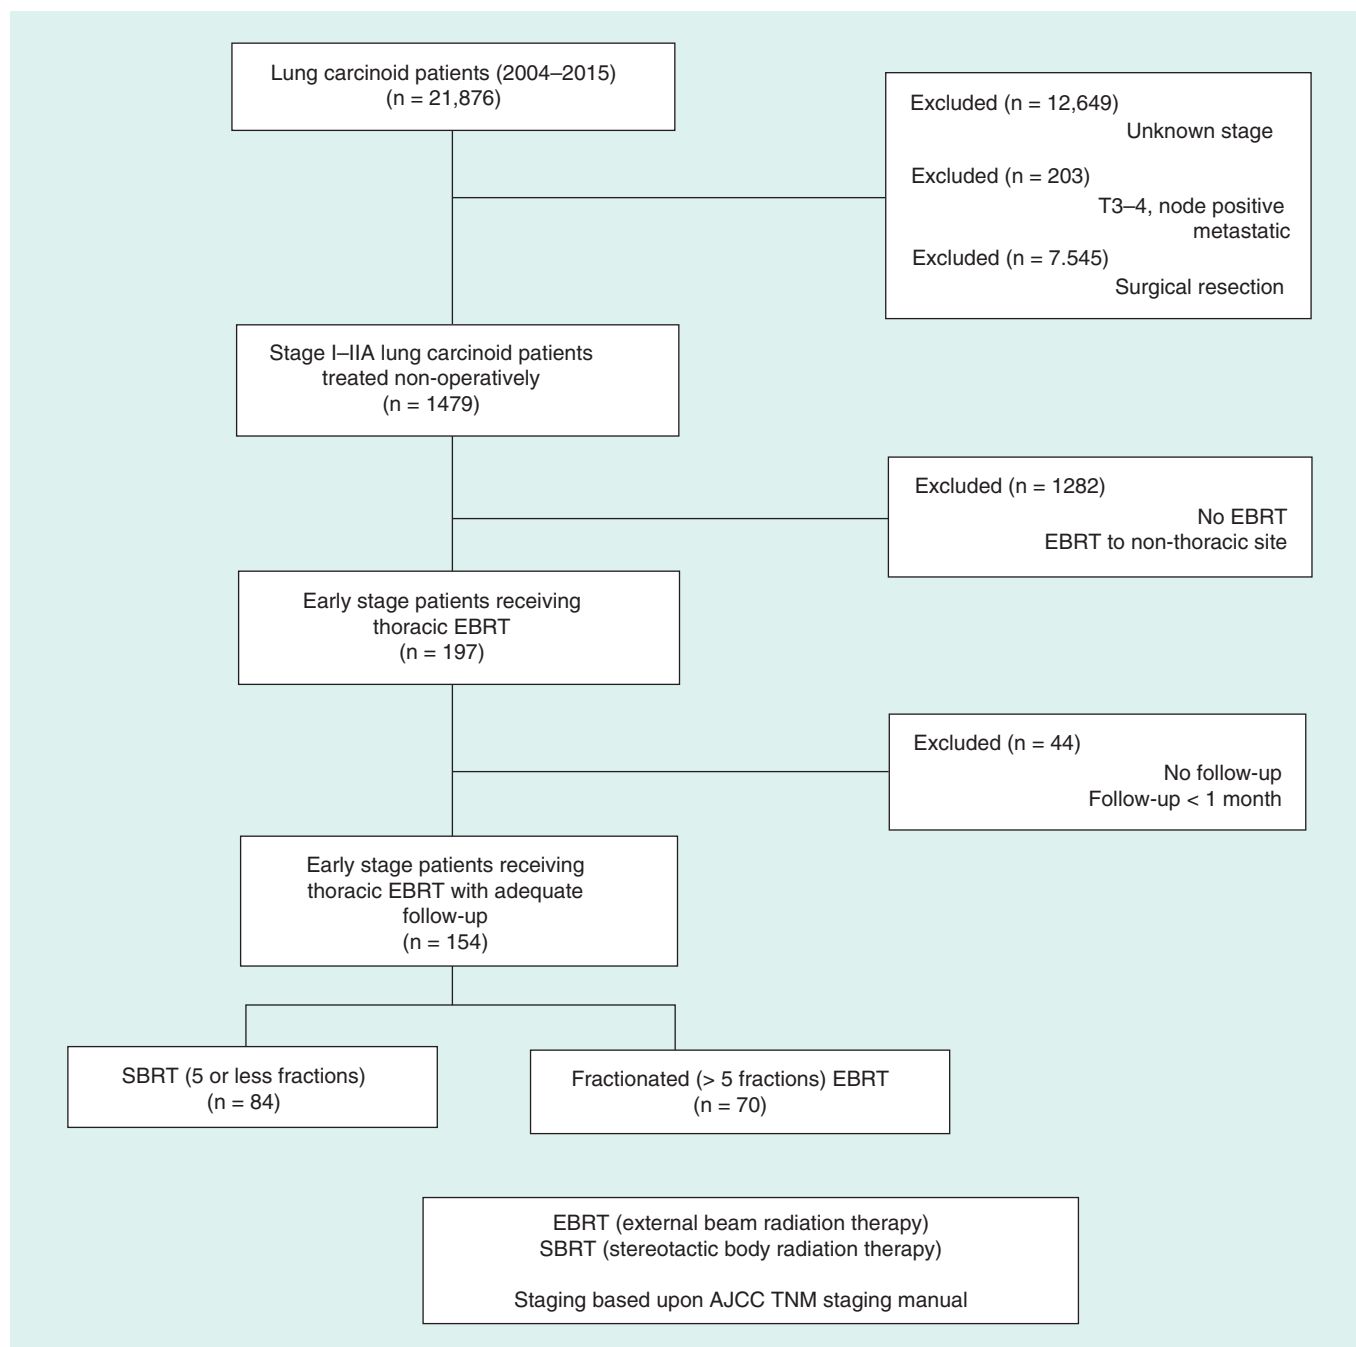 Lung carcinoid patients (2004–2015)
(n = 21,876)
Excluded (n = 12,649)
Unknown stage
Excluded (n = 203)
T3–4, node positive
metastatic
Excluded (n = 7.545)
Surgical resection
Stage I–IIA lung carcinoid patients
treated non-operatively
(n = 1479)
Excluded (n = 1282)
No EBRT
EBRT to non-thoracic site
Early stage patients receiving
thoracic EBRT
(n = 197)
Excluded (n = 44)
No follow-up
Follow-up < 1 month
Early stage patients receiving
thoracic EBRT with adequate
follow-up
(n = 154)
SBRT (5 or less fractions)
(n = 84)
Fractionated (> 5 fractions) EBRT
(n = 70)
EBRT (external beam radiation therapy)
SBRT (stereotactic body radiation therapy)
Staging based upon AJCC TNM staging manual